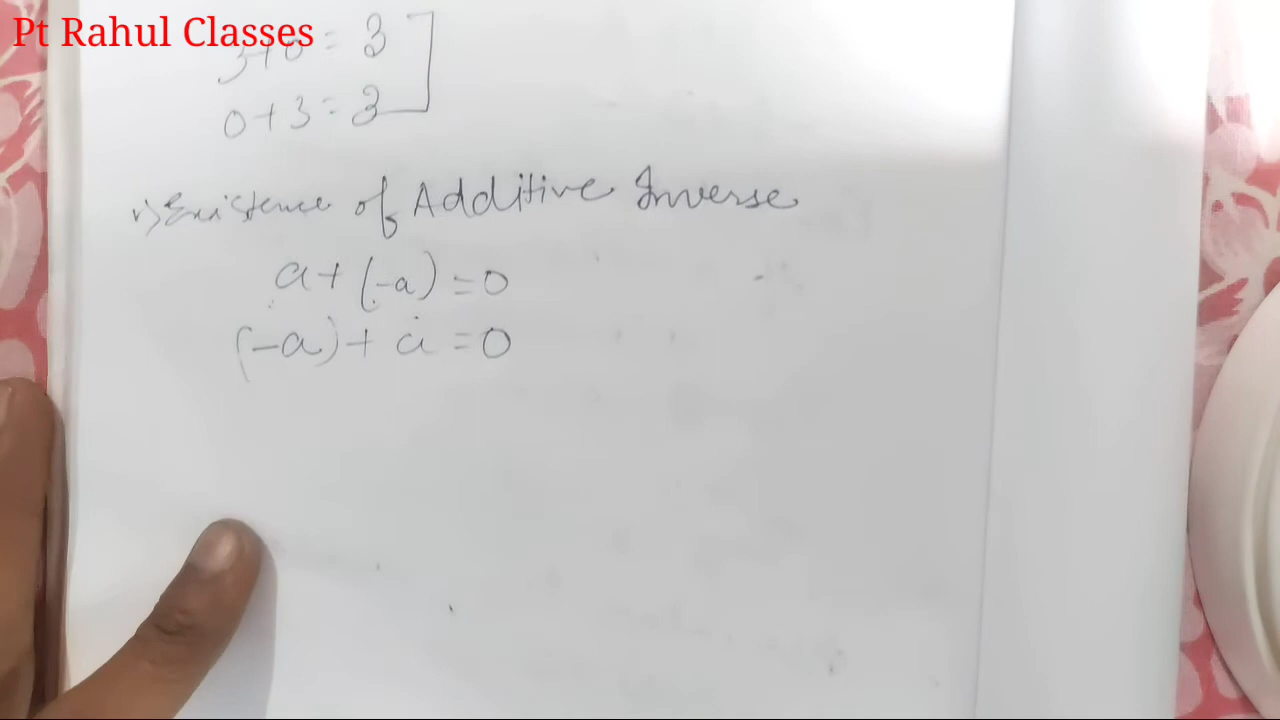 Pt Rahul Classes
3+0 = 3
0+3=3
v) Existence of Additive Inverse
a+(-a)=0
(-a)+a=0